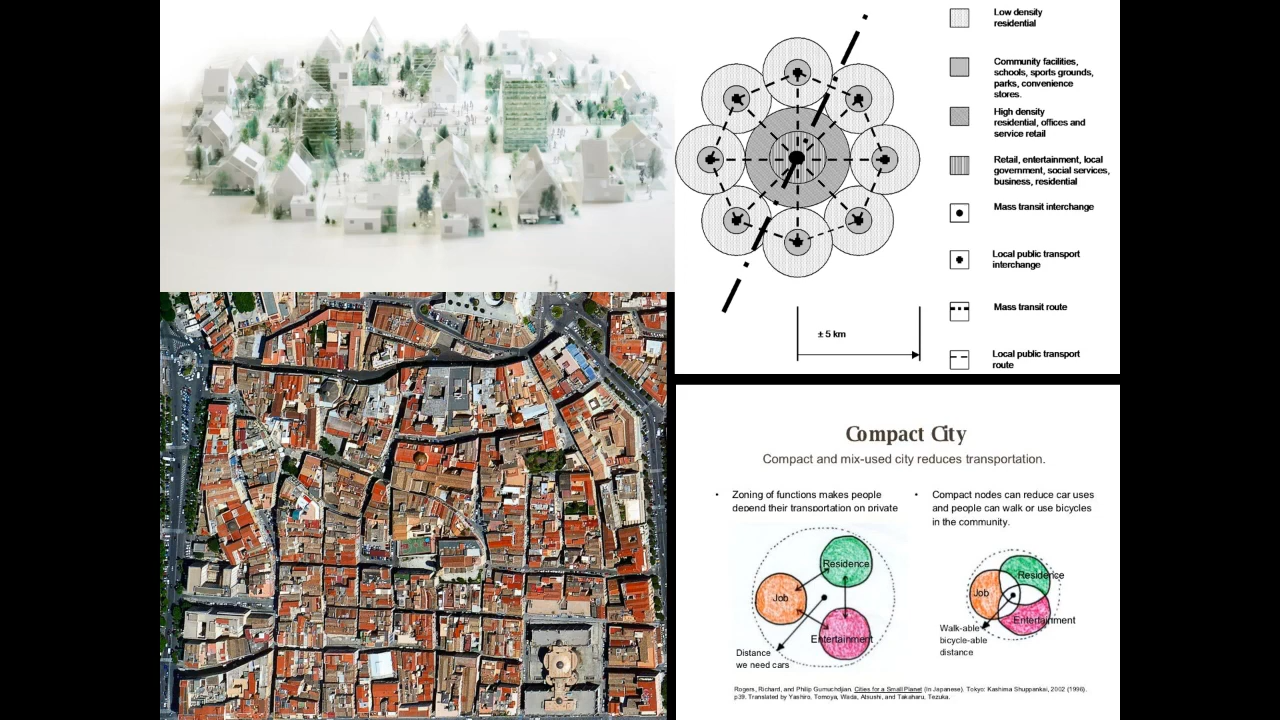 Low density
residential
Community facilities,
schools, sports grounds,
parks, convenience
stores.
High density
residential, offices and
service retail
Retail, entertainment, local
government, social services,
business, residential
Mass transit interchange
Local public transport
interchange
Mass transit route
Local public transport
route
± 5 km
Compact City
Compact and mix-used city reduces transportation.
• Zoning of functions makes people
depend their transportation on private
• Compact nodes can reduce car uses
and people can walk or use bicycles
in the community.
Residence
Job
Entertainment
Distance
we need cars
Residence
Job
Entertainment
Walk-able
bicycle-able
distance
Rogers, Richard, and Philip Gumuchdjian. Cities for a Small Planet (In Japanese). Tokyo: Kashima Shuppankai, 2002 (1996).
p39. Translated by Yashiro, Tomoya, Wada, Atsushi, and Takaharu, Tezuka.